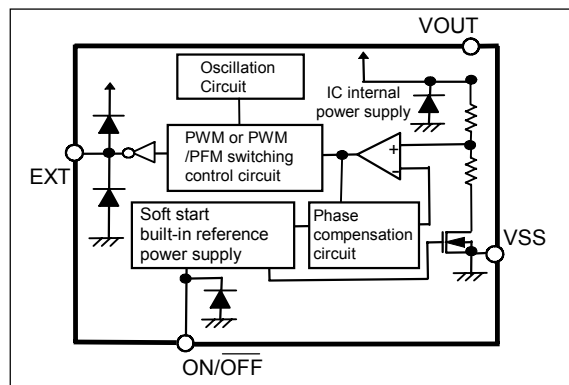 VOUT
Oscillation
Circuit
IC internal
power supply
PWM or PWM
/PFM switching
control circuit
+
-
EXT
Soft start
built-in reference
power supply
Phase
compensation
circuit
VSS
ON/OFF